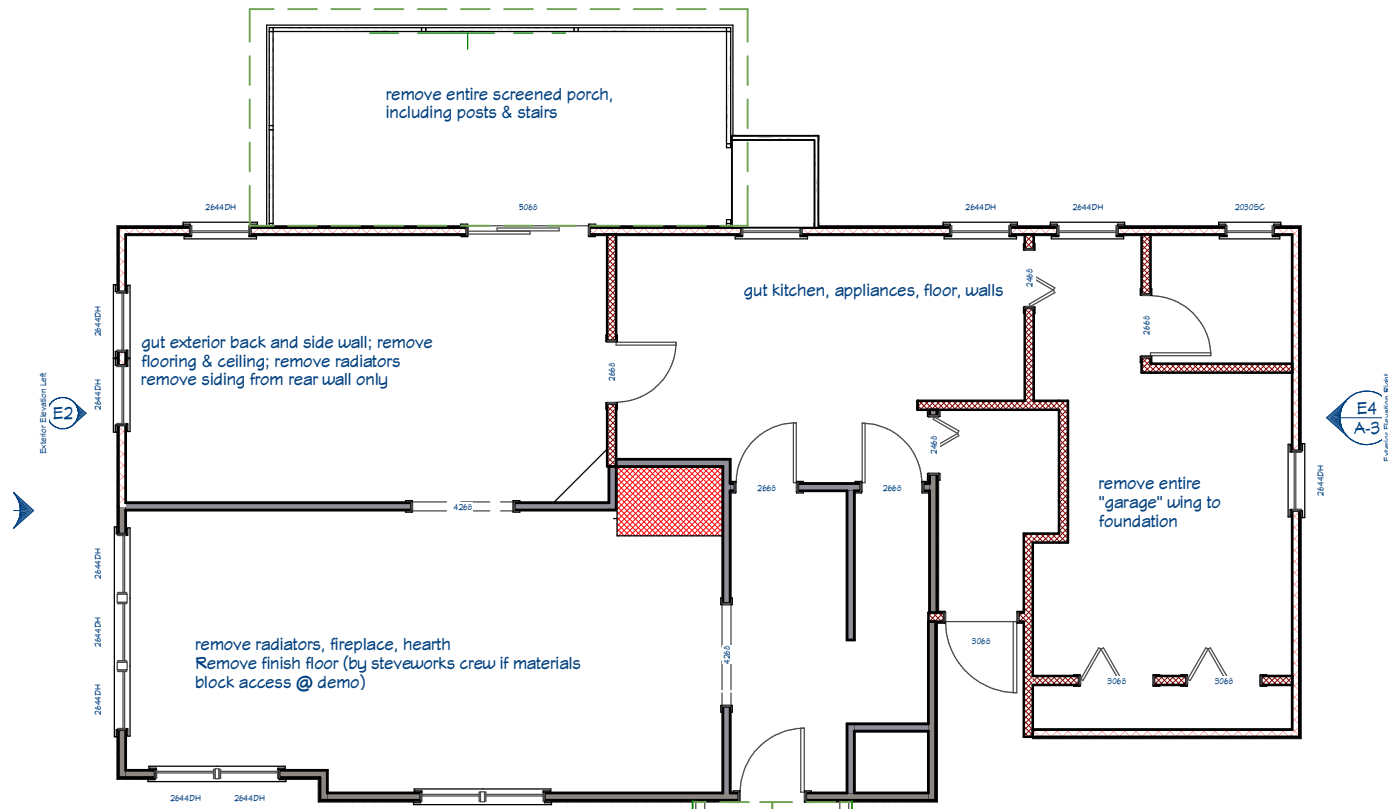 remove entire screened porch,
including posts & stairs
2644DH
5068
2644DH
2644DH
2030SC
gut kitchen, appliances, floor, walls
2468
2668
2644DH
2644DH
gut exterior back and side wall; remove
flooring & ceiling; remove radiators
remove siding from rear wall only
2668
Exterior Elevation Left
E2
E4
A-3
Exterior Elevation Right
2468
2668
2668
4268
remove entire
"garage" wing to
foundation
2644DH
2644DH
2644DH
2644DH
remove radiators, fireplace, hearth
Remove finish floor (by steveworks crew if materials
block access @ demo)
4268
3068
3068
3068
2644DH
2644DH